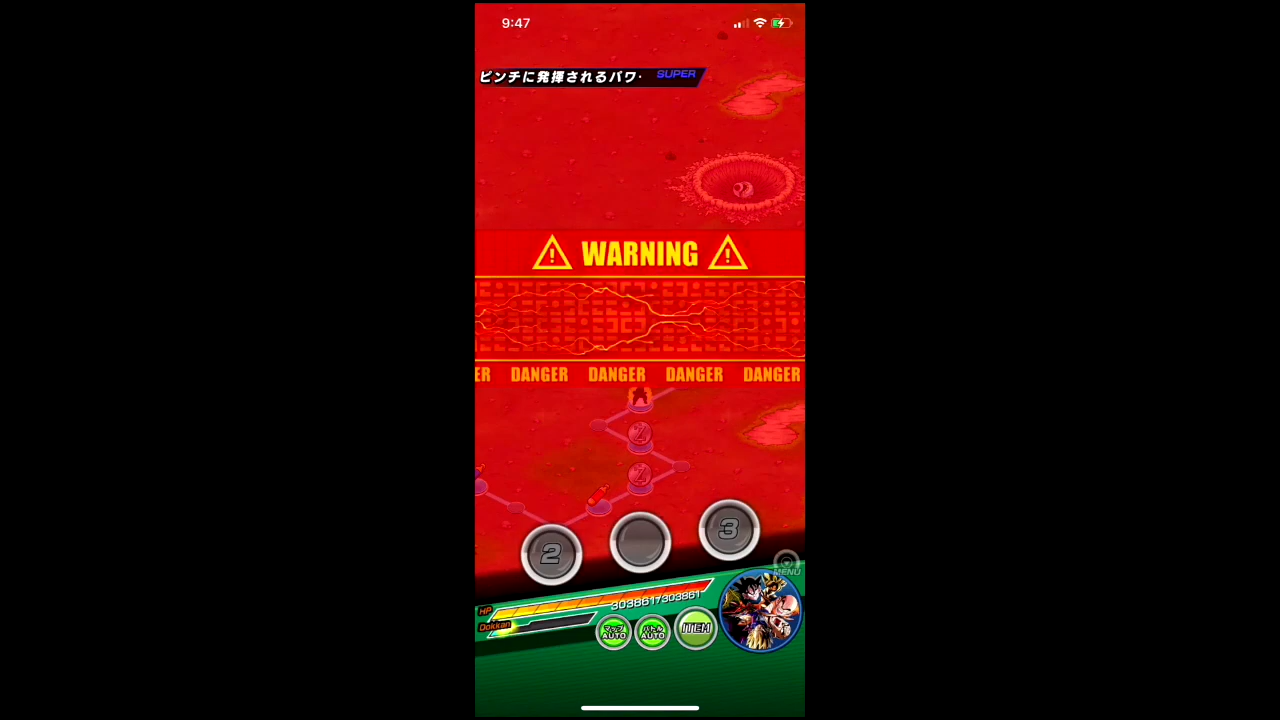 9:47
ピンチに発揮されるパワ・ SUPER
WARNING
ER DANGER DANGER DANGER DANGER
2 3
MENU
HP 303861/303861
Dokkan
マップ AUTO バトル AUTO ITEM